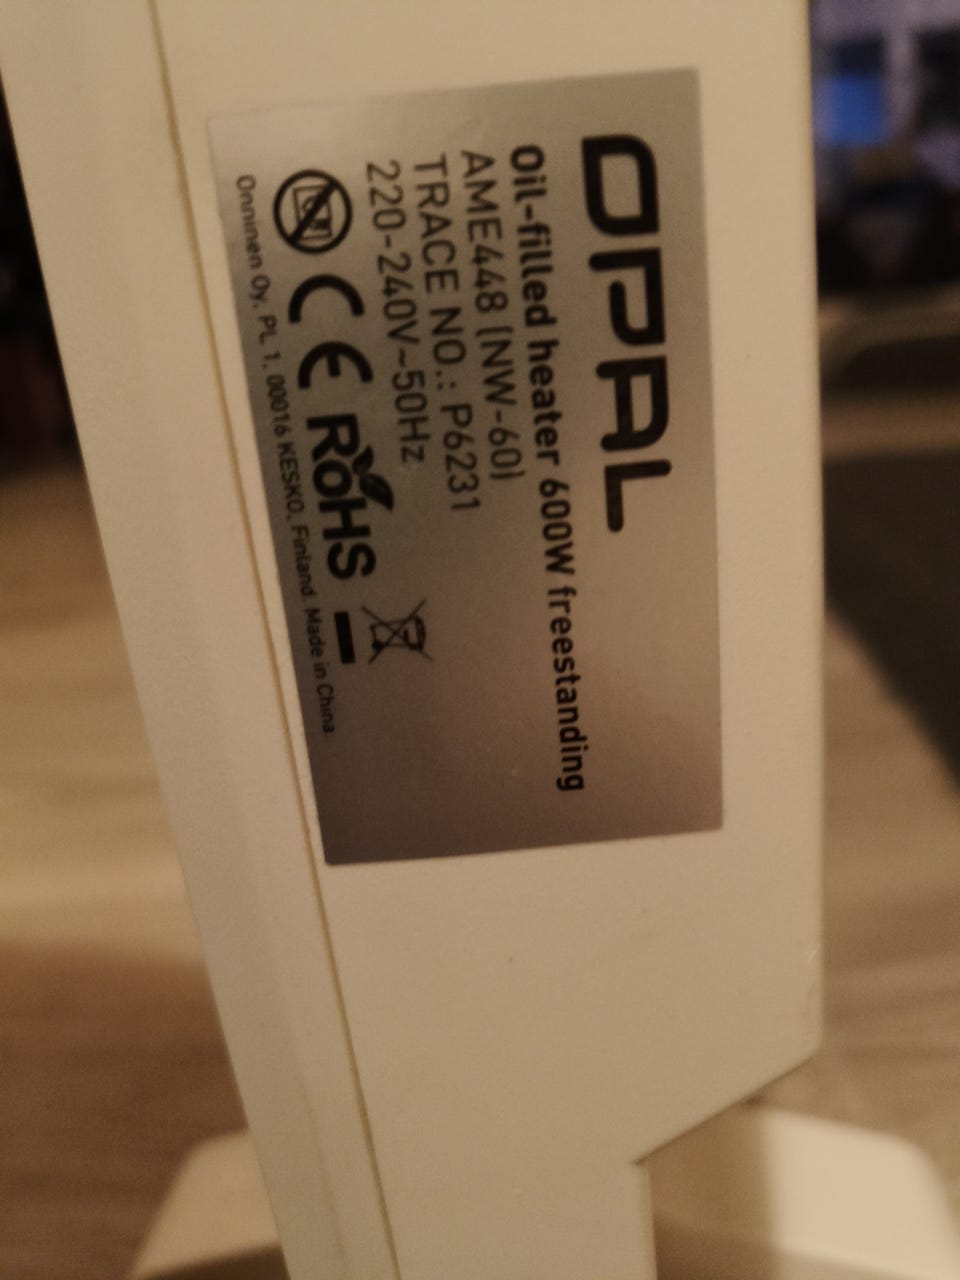 OPAL
Oil-filled heater 600W freestanding
AME448 (NW-60)
TRACE NO.: P6231
220-240V~50Hz
CE RoHS
Onninen Oy, PL 1, 00016 KESKO, Finland. Made in China.